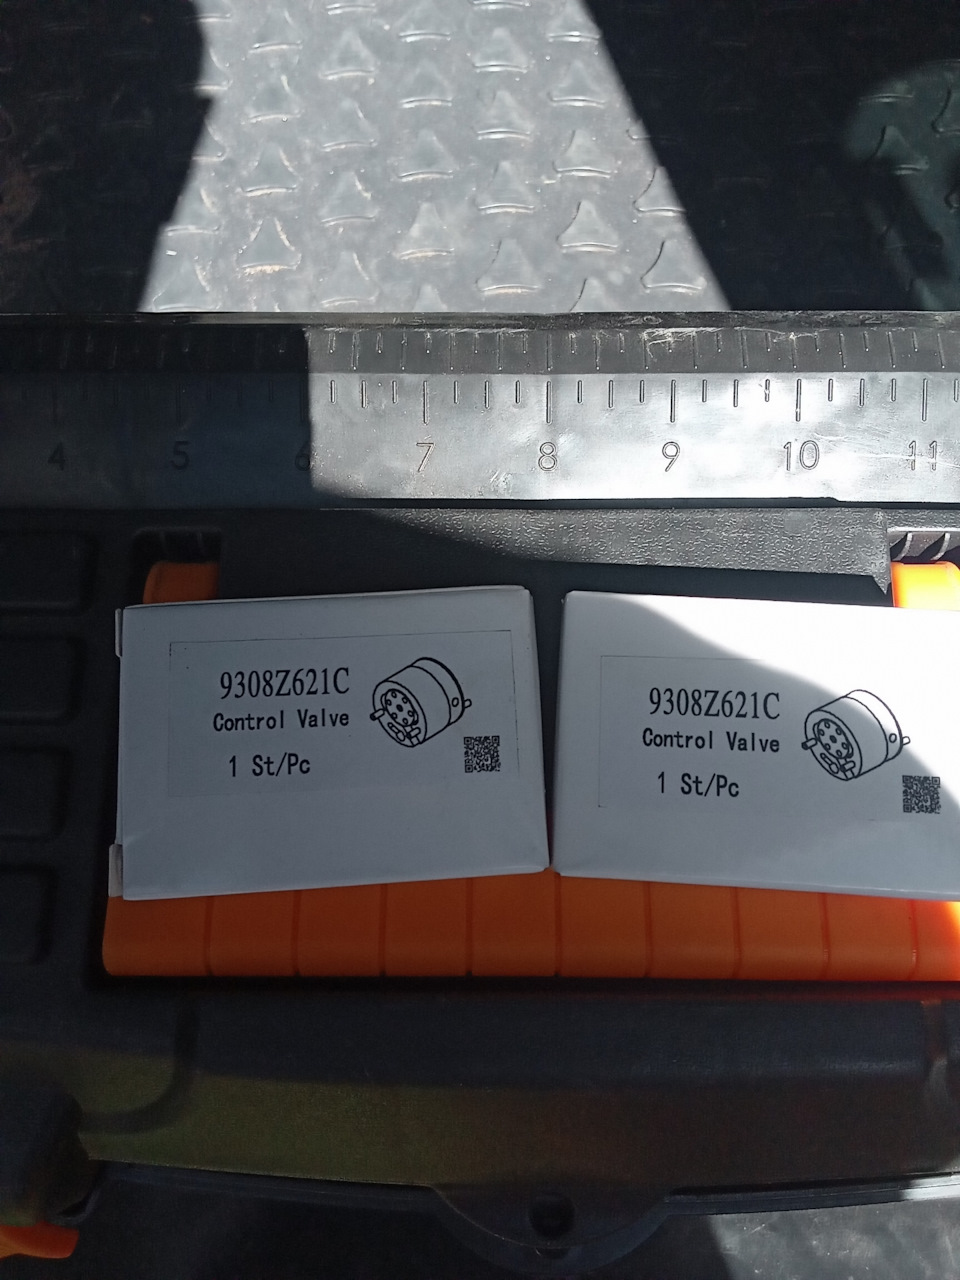 4 5 6 7 8 9 10 11
9308Z621C
Control Valve
1 St/Pc
9308Z621C
Control Valve
1 St/Pc